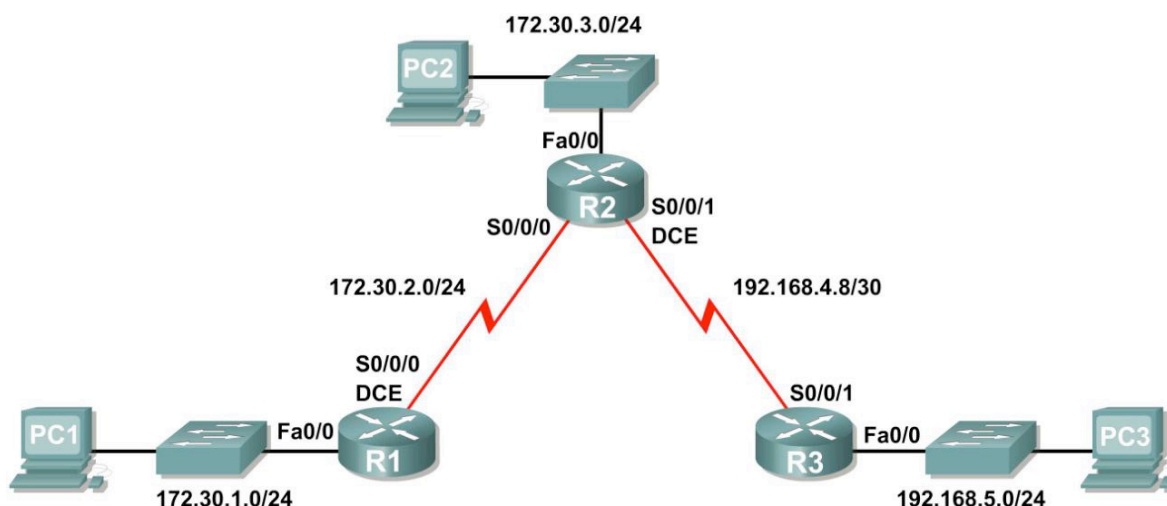 172.30.3.0/24
PC2
Fa0/0
R2
S0/0/0
S0/0/1
DCE
172.30.2.0/24
192.168.4.8/30
S0/0/0
DCE
S0/0/1
PC1
Fa0/0
R1
R3
Fa0/0
PC3
172.30.1.0/24
192.168.5.0/24